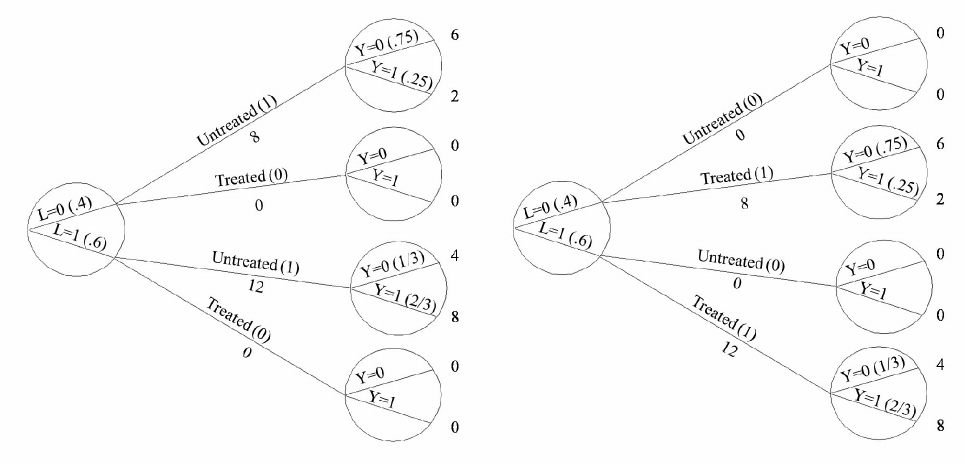 L=0 (.4)
L=1 (.6)
Untreated (1)
8
Y=0 (.75)
6
Y=1 (.25)
2
Treated (0)
0
Y=0
0
Y=1
0
Untreated (1)
12
Y=0 (1/3)
4
Y=1 (2/3)
8
Treated (0)
0
Y=0
0
Y=1
0
L=0 (.4)
L=1 (.6)
Untreated (0)
0
Y=0
0
Y=1
0
Treated (1)
8
Y=0 (.75)
6
Y=1 (.25)
2
Untreated (0)
0
Y=0
0
Y=1
0
Treated (1)
12
Y=0 (1/3)
4
Y=1 (2/3)
8